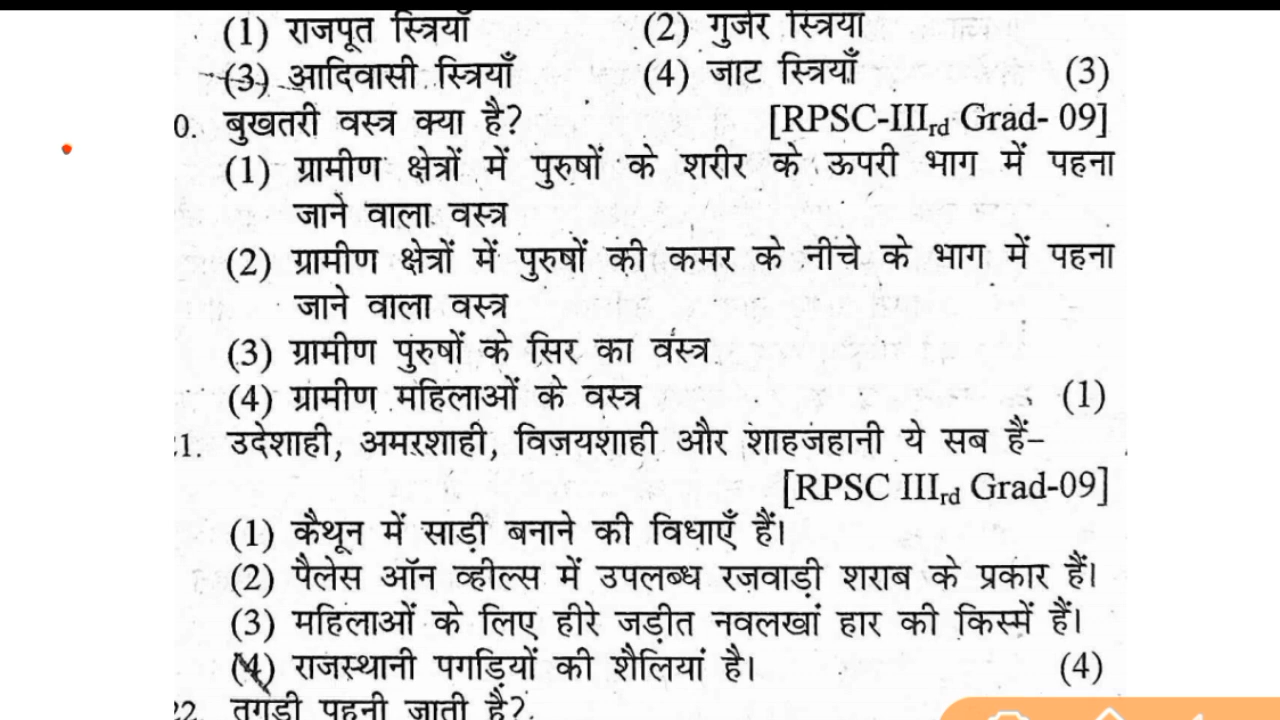 (1) राजपूत स्त्रियाँ (2) गुर्जर स्त्रियाँ
(3) आदिवासी स्त्रियाँ (4) जाट स्त्रियाँ (3)
0. बुखतरी वस्त्र क्या है? [RPSC-IIIrd Grad- 09]
(1) ग्रामीण क्षेत्रों में पुरुषों के शरीर के ऊपरी भाग में पहना
जाने वाला वस्त्र
(2) ग्रामीण क्षेत्रों में पुरुषों की कमर के नीचे के भाग में पहना
जाने वाला वस्त्र
(3) ग्रामीण पुरुषों के सिर का वस्त्र
(4) ग्रामीण महिलाओं के वस्त्र (1)
1. उदेशाही, अमरशाही, विजयशाही और शाहजहानी ये सब हैं–
[RPSC IIIrd Grad-09]
(1) कैथून में साड़ी बनाने की विधाएँ हैं।
(2) पैलेस ऑन व्हील्स में उपलब्ध रजवाड़ी शराब के प्रकार हैं।
(3) महिलाओं के लिए हीरे जड़ीत नवलखां हार की किस्में हैं।
(4) राजस्थानी पगड़ियों की शैलियां है। (4)
22. तगड़ी पहनी जाती है?